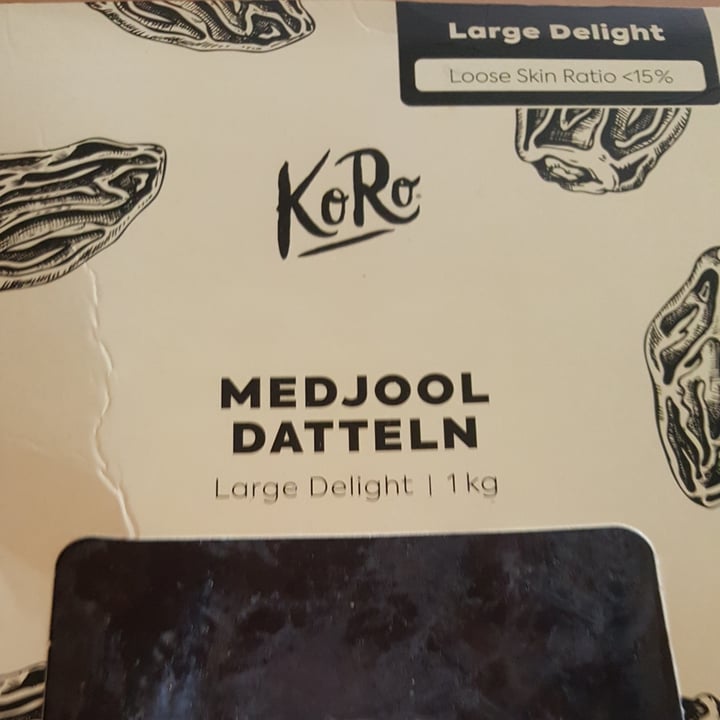 Large Delight
Loose Skin Ratio <15%
KoRo
MEDJOOL
DATTELN
Large Delight | 1 kg